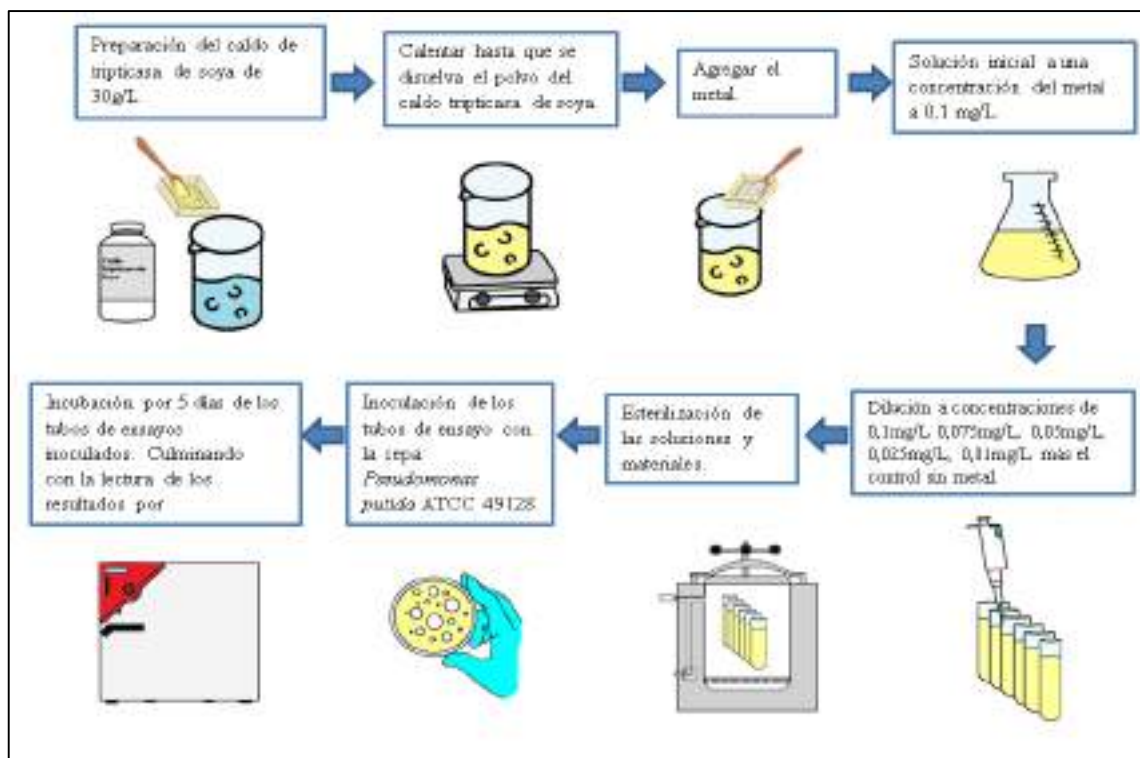 Preparación del caldo de
tripticasa de soya de
30g/L
Calentar hasta que se
disuelva el polvo del
caldo tripticasa de soya
Agregar el
metal
Solución inicial a una
concentración del metal
a 0.1 mg/L
Dilución a concentraciones de
0,1mg/L 0,075mg/L, 0,05mg/L,
0,025mg/L, 0,01mg/L más el
control sin metal
Esterilización de
las soluciones y
materiales.
Inoculación de los
tubos de ensayo con
la sepa
Pseudomonas
putida ATCC 49128
Incubación por 5 días de los
tubos de ensayos
inoculados. Culminando
con la lectura de los
resultados por